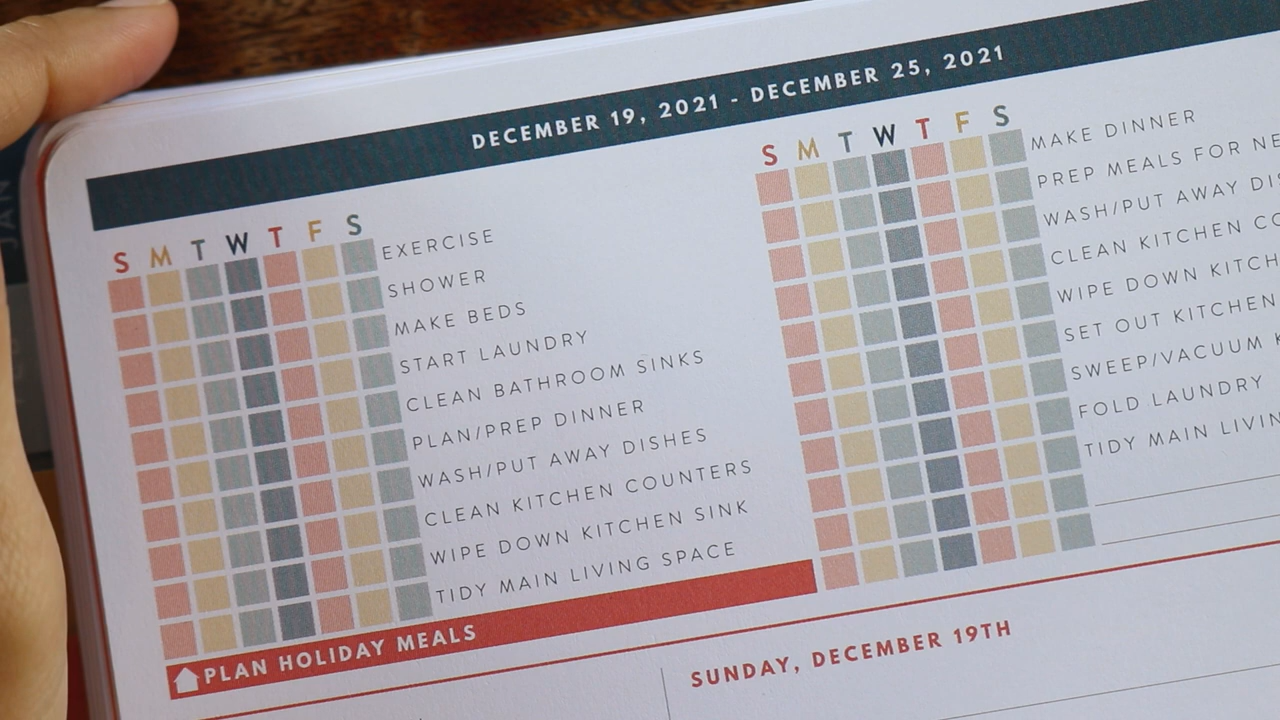 DECEMBER 19, 2021 - DECEMBER 25, 2021
S M T W T F S
EXERCISE
SHOWER
MAKE BEDS
START LAUNDRY
CLEAN BATHROOM SINKS
PLAN/PREP DINNER
WASH/PUT AWAY DISHES
CLEAN KITCHEN COUNTERS
WIPE DOWN KITCHEN SINK
TIDY MAIN LIVING SPACE
PLAN HOLIDAY MEALS
S M T W T F S
MAKE DINNER
PREP MEALS FOR
WASH/PUT AWAY
CLEAN KITCHEN
WIPE DOWN
SET OUT KITCHEN
SWEEP/VACUUM
FOLD LAUNDRY
TIDY MAIN
SUNDAY, DECEMBER 19TH
JAN